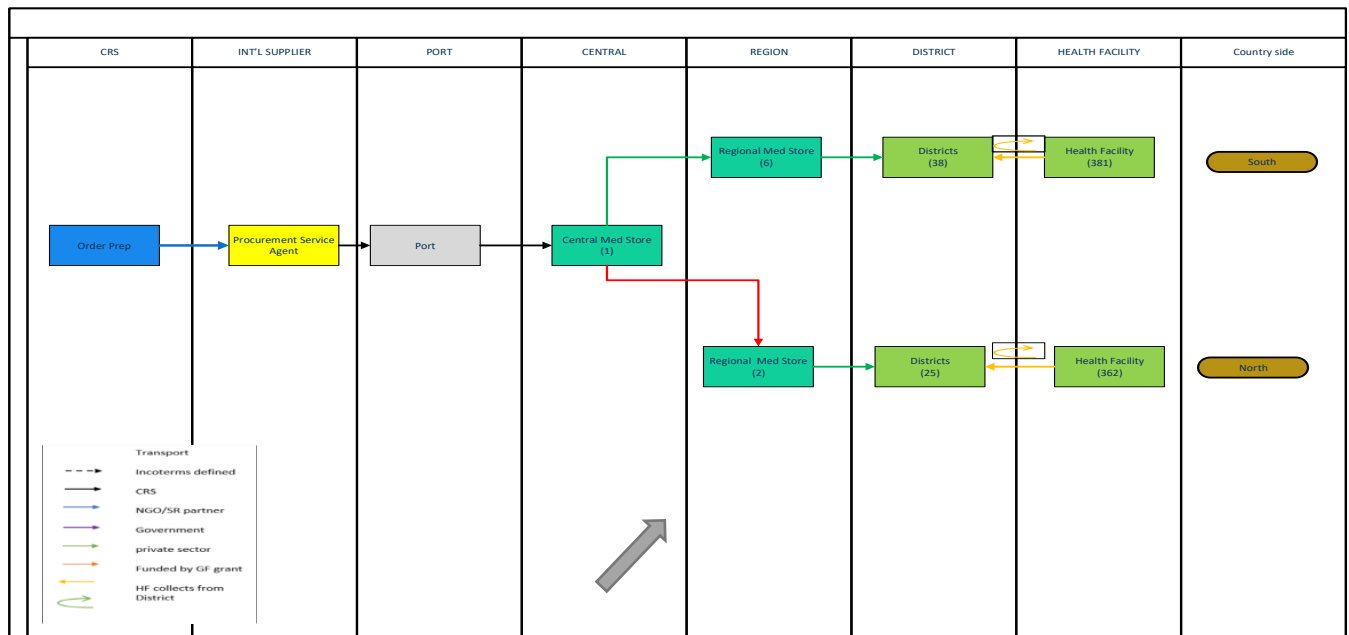 CRS
INT'L SUPPLIER
PORT
CENTRAL
REGION
DISTRICT
HEALTH FACILITY
Country side
Regional Med Store
(6)
Districts
(38)
Health Facility
(381)
South
Order Prep
Procurement Service
Agent
Port
Central Med Store
(1)
Regional  Med Store
(2)
Districts
(25)
Health Facility
(362)
North
Transport
Incoterms defined
CRS
NGO/SR partner
Government
private sector
Funded by GF grant
HF collects from
District